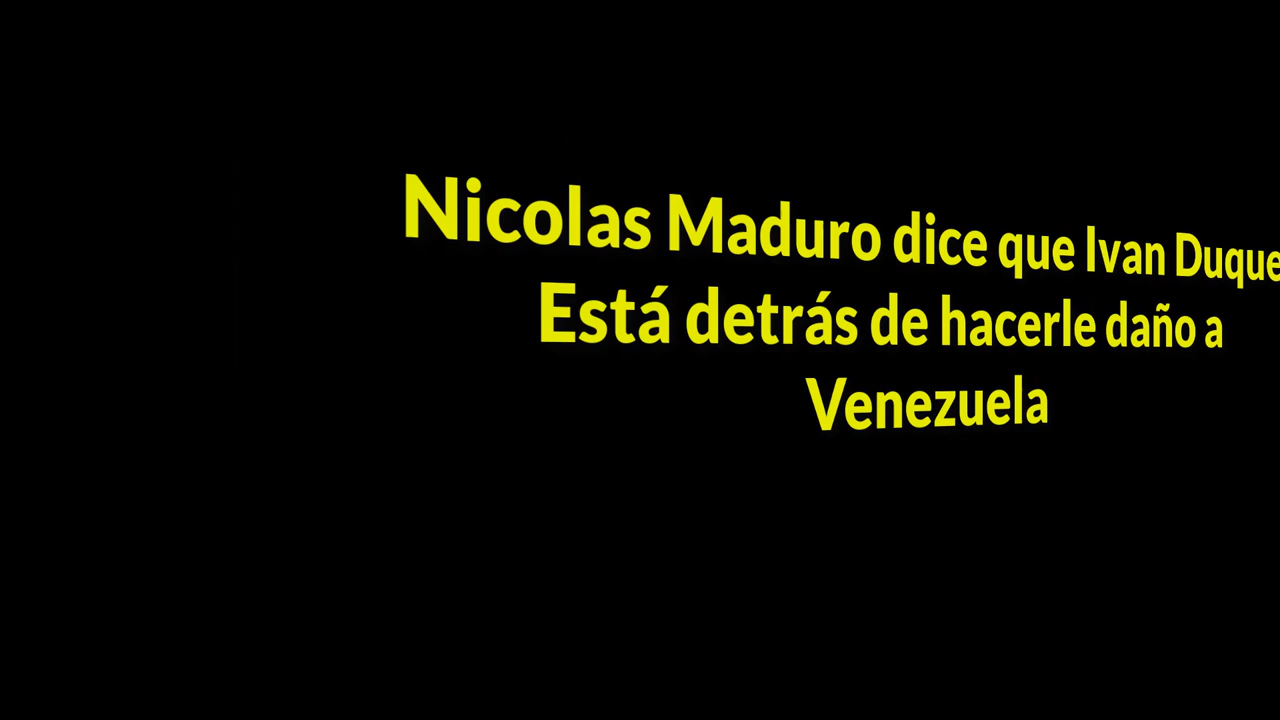 Nicolas Maduro dice que Ivan Duque
Está detrás de hacerle daño a
Venezuela